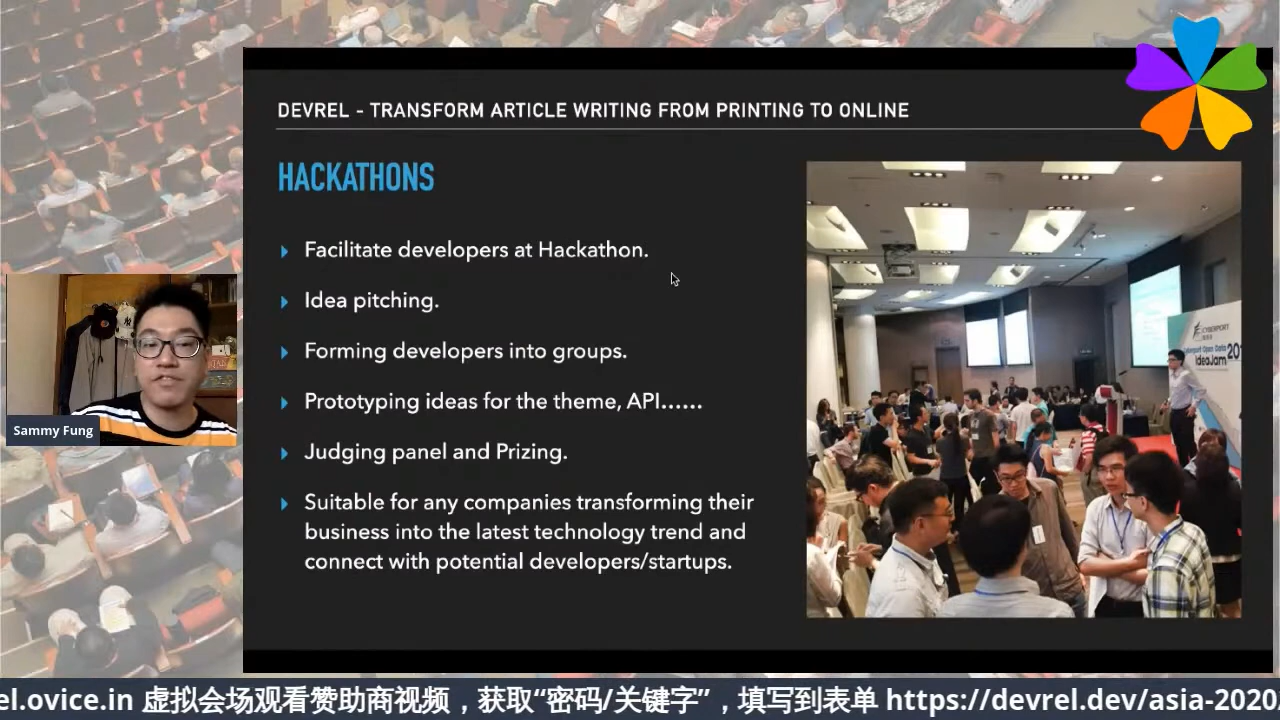 DEVREL - TRANSFORM ARTICLE WRITING FROM PRINTING TO ONLINE
HACKATHONS
Facilitate developers at Hackathon.
Idea pitching.
Forming developers into groups.
Prototyping ideas for the theme, API……
Judging panel and Prizing.
Suitable for any companies transforming their
business into the latest technology trend and
connect with potential developers/startups.
CYBERPORT
Cyberport Open Data
IdeaJam 20
Sammy Fung
el.ovice.in 虚拟会场观看赞助商视频，获取“密码/关键字”，填写到表单 https://devrel.dev/asia-2020